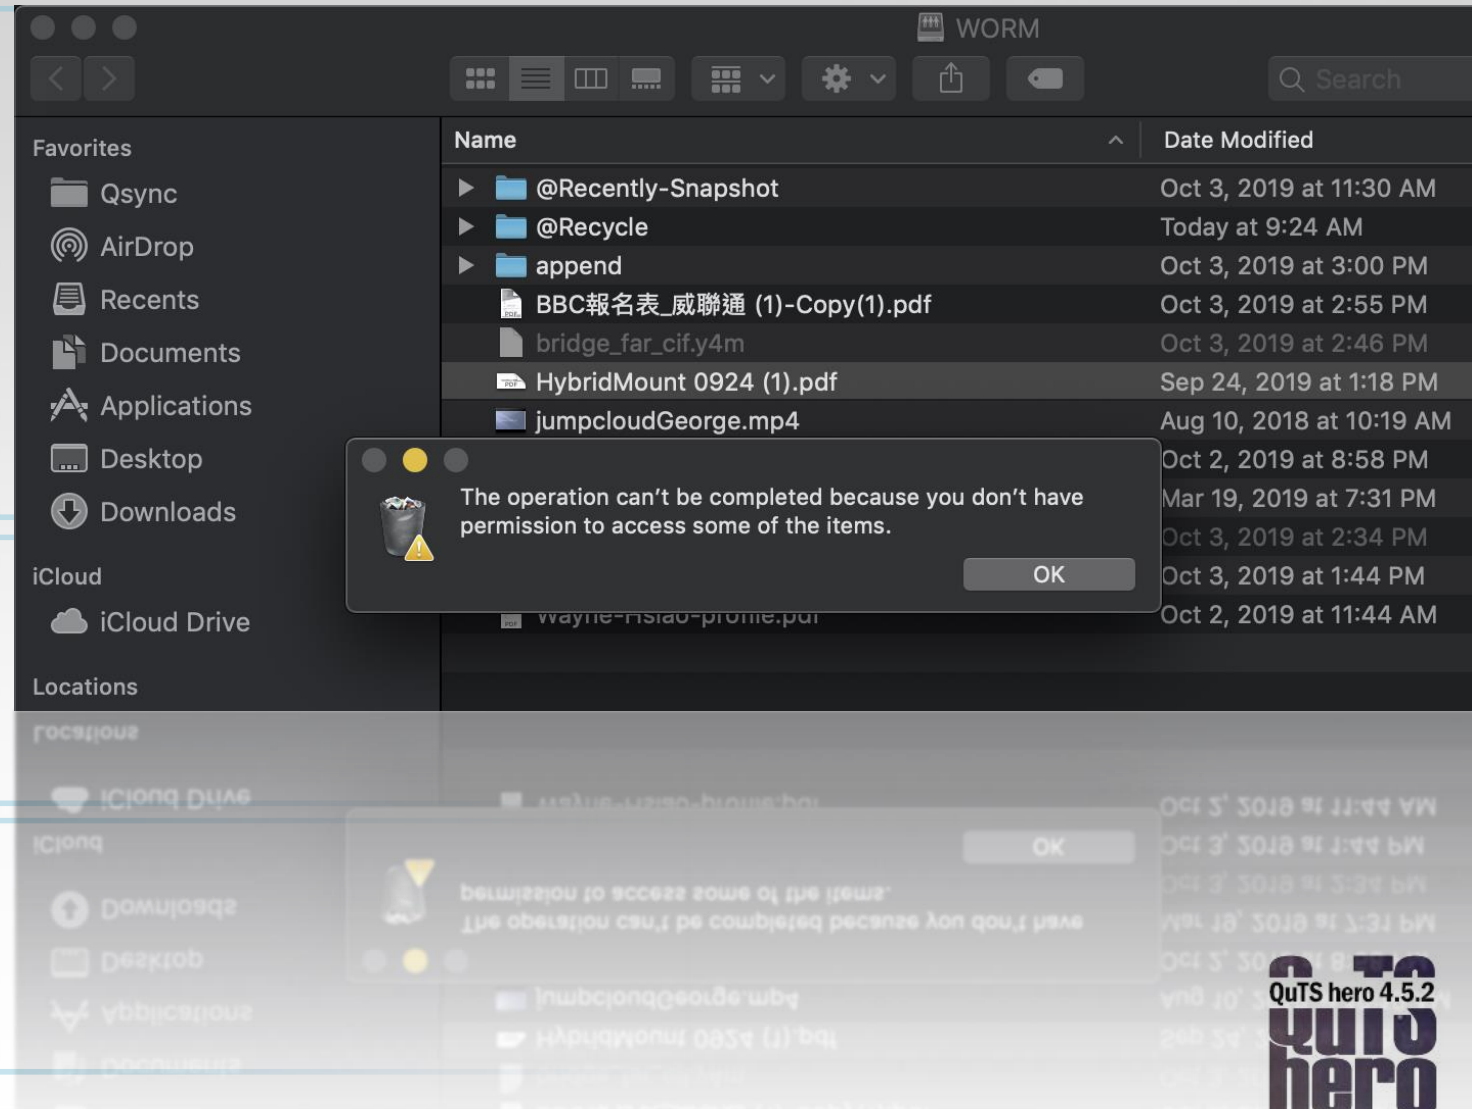 WORM
Search
Favorites
Qsync
AirDrop
Recents
Documents
Applications
Desktop
Downloads
iCloud
iCloud Drive
Locations
Name
Date Modified
@Recently-Snapshot Oct 3, 2019 at 11:30 AM
@Recycle Today at 9:24 AM
append Oct 3, 2019 at 3:00 PM
BBC報名表_威聯通 (1)-Copy(1).pdf Oct 3, 2019 at 2:55 PM
bridge_far_cif.y4m Oct 3, 2019 at 2:46 PM
HybridMount 0924 (1).pdf Sep 24, 2019 at 1:18 PM
jumpcloudGeorge.mp4 Aug 10, 2018 at 10:19 AM
Oct 2, 2019 at 8:58 PM
Mar 19, 2019 at 7:31 PM
Oct 3, 2019 at 2:34 PM
Oct 3, 2019 at 1:44 PM
Wayne-Hsiao-profile.pdf Oct 2, 2019 at 11:44 AM
The operation can't be completed because you don't have
permission to access some of the items.
OK
QuTS hero 4.5.2
QuTS
hero